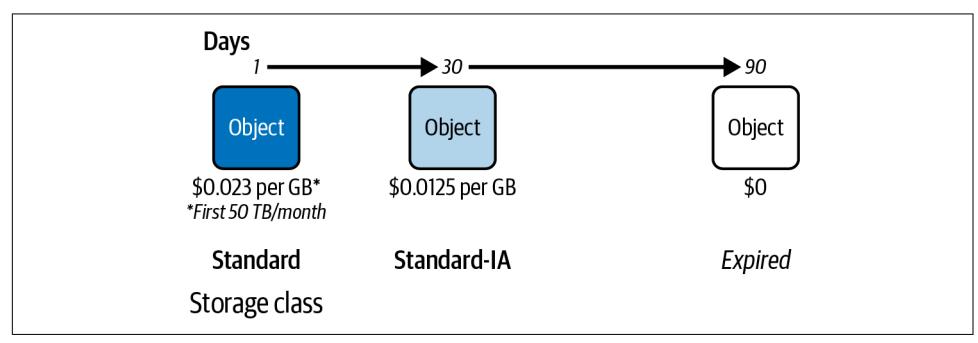 Days
1 30 90
Object Object Object
$0.023 per GB* $0.0125 per GB $0
*First 50 TB/month
Standard Standard-IA Expired
Storage class